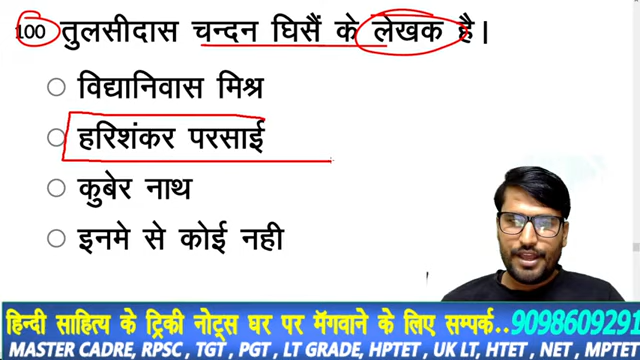 100 तुलसीदास चन्दन घिसैं के लेखक है।
विद्यानिवास मिश्र
हरिशंकर परसाई
कुबेर नाथ
इनमे से कोई नही
हिन्दी साहित्य के ट्रिकी नोट्स घर पर मॅगवाने के लिए सम्पर्क..9098609291
MASTER CADRE, RPSC , TGT , PGT , LT GRADE, HPTET , UK LT, HTET , NET , MPTET